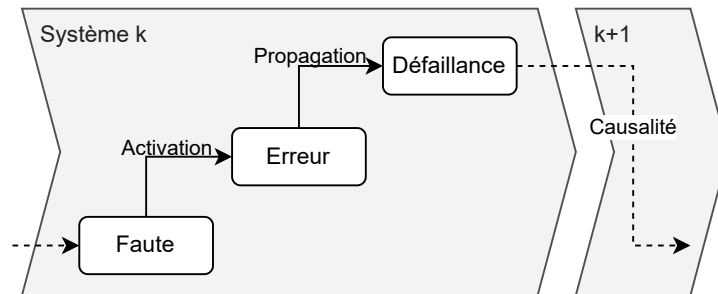 Système k
k+1
Propagation
Défaillance
Causalité
Activation
Erreur
Faute